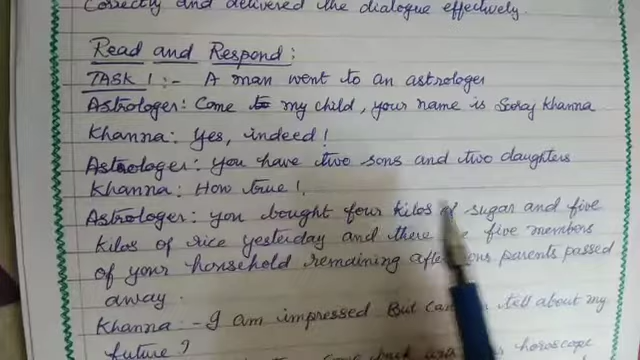 correctly and delivered the dialogue effectively.
Read and Respond:
TASK 1:- A man went to an astrologer
Astrologer: Come to my child, your name is Sooraj Khanna
Khanna: Yes, indeed!
Astrologer: you have two sons and two daughters
Khanna: How true!
Astrologer: you bought four kilos of sugar and five
kilos of rice yesterday and there five members
of your household remaining parents passed
away.
Khanna:- I am impressed But tell about my
future?
horoscope